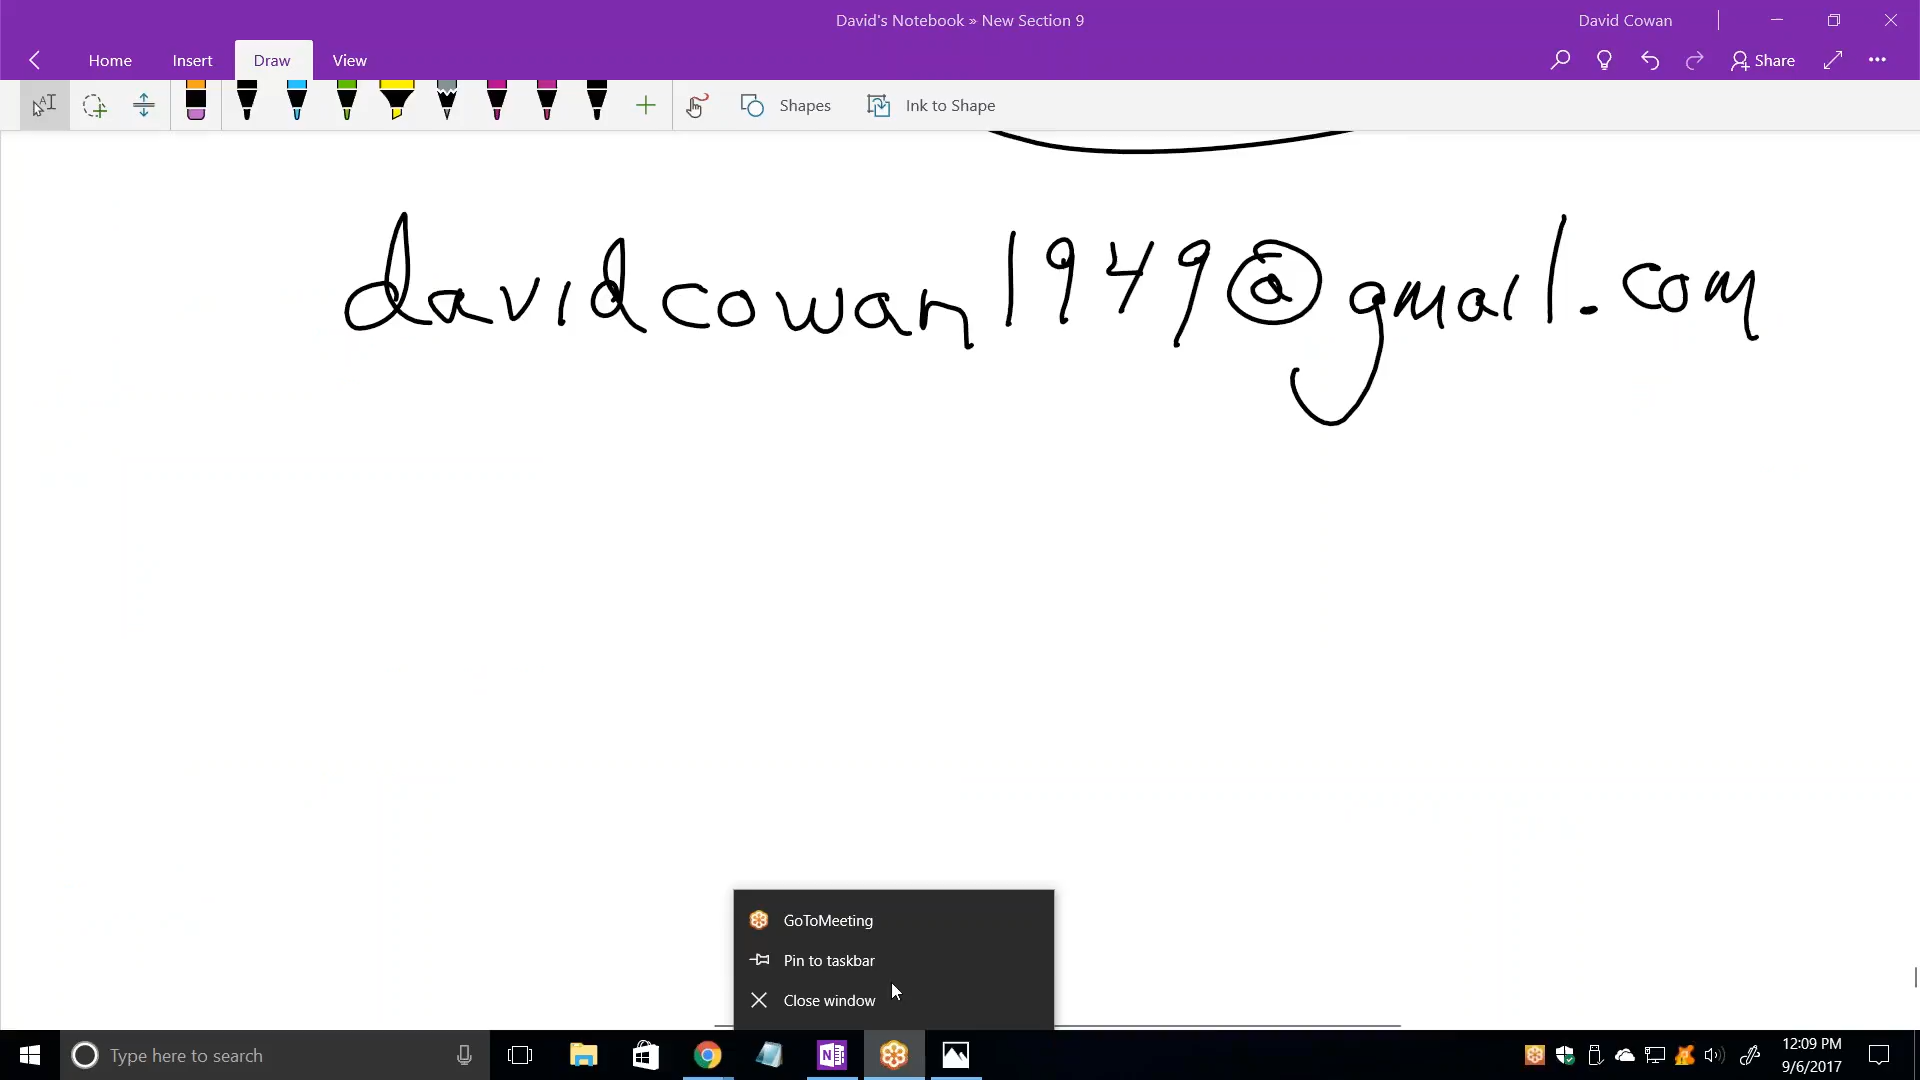 David's Notebook » New Section 9
David Cowan
Home Insert Draw View
Share
Shapes Ink to Shape
davidcowan1949@gmail.com
GoToMeeting
Pin to taskbar
Close window
Type here to search
12:09 PM
9/6/2017